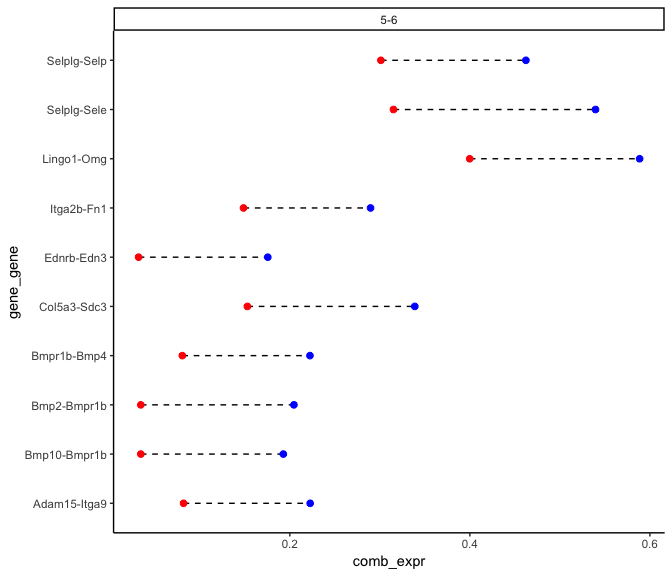 5-6
Selplg-Selp
Selplg-Sele
Lingo1-Omg
Itga2b-Fn1
Ednrb-Edn3
Col5a3-Sdc3
Bmpr1b-Bmp4
Bmp2-Bmpr1b
Bmp10-Bmpr1b
Adam15-Itga9
gene_gene
0.2 0.4 0.6
comb_expr